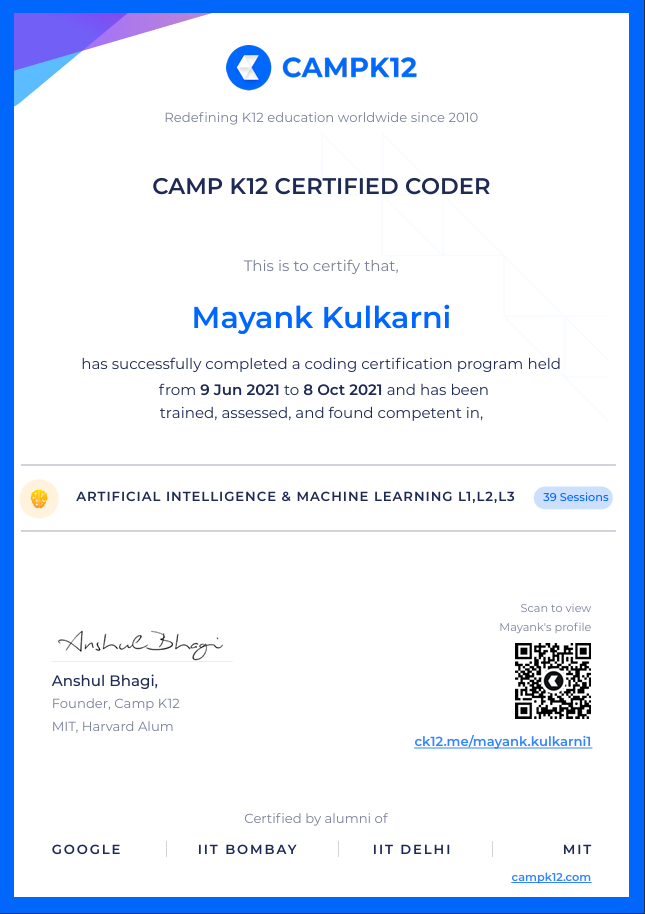 CAMPK12
Redefining K12 education worldwide since 2010
CAMP K12 CERTIFIED CODER
This is to certify that,
Mayank Kulkarni
has successfully completed a coding certification program held
from 9 Jun 2021 to 8 Oct 2021 and has been
trained, assessed, and found competent in,
ARTIFICIAL INTELLIGENCE & MACHINE LEARNING L1,L2,L3 39 Sessions
Anshul Bhagi
Anshul Bhagi,
Founder, Camp K12
MIT, Harvard Alum
Scan to view
Mayank's profile
ck12.me/mayank.kulkarni1
Certified by alumni of
GOOGLE IIT BOMBAY IIT DELHI MIT
campk12.com